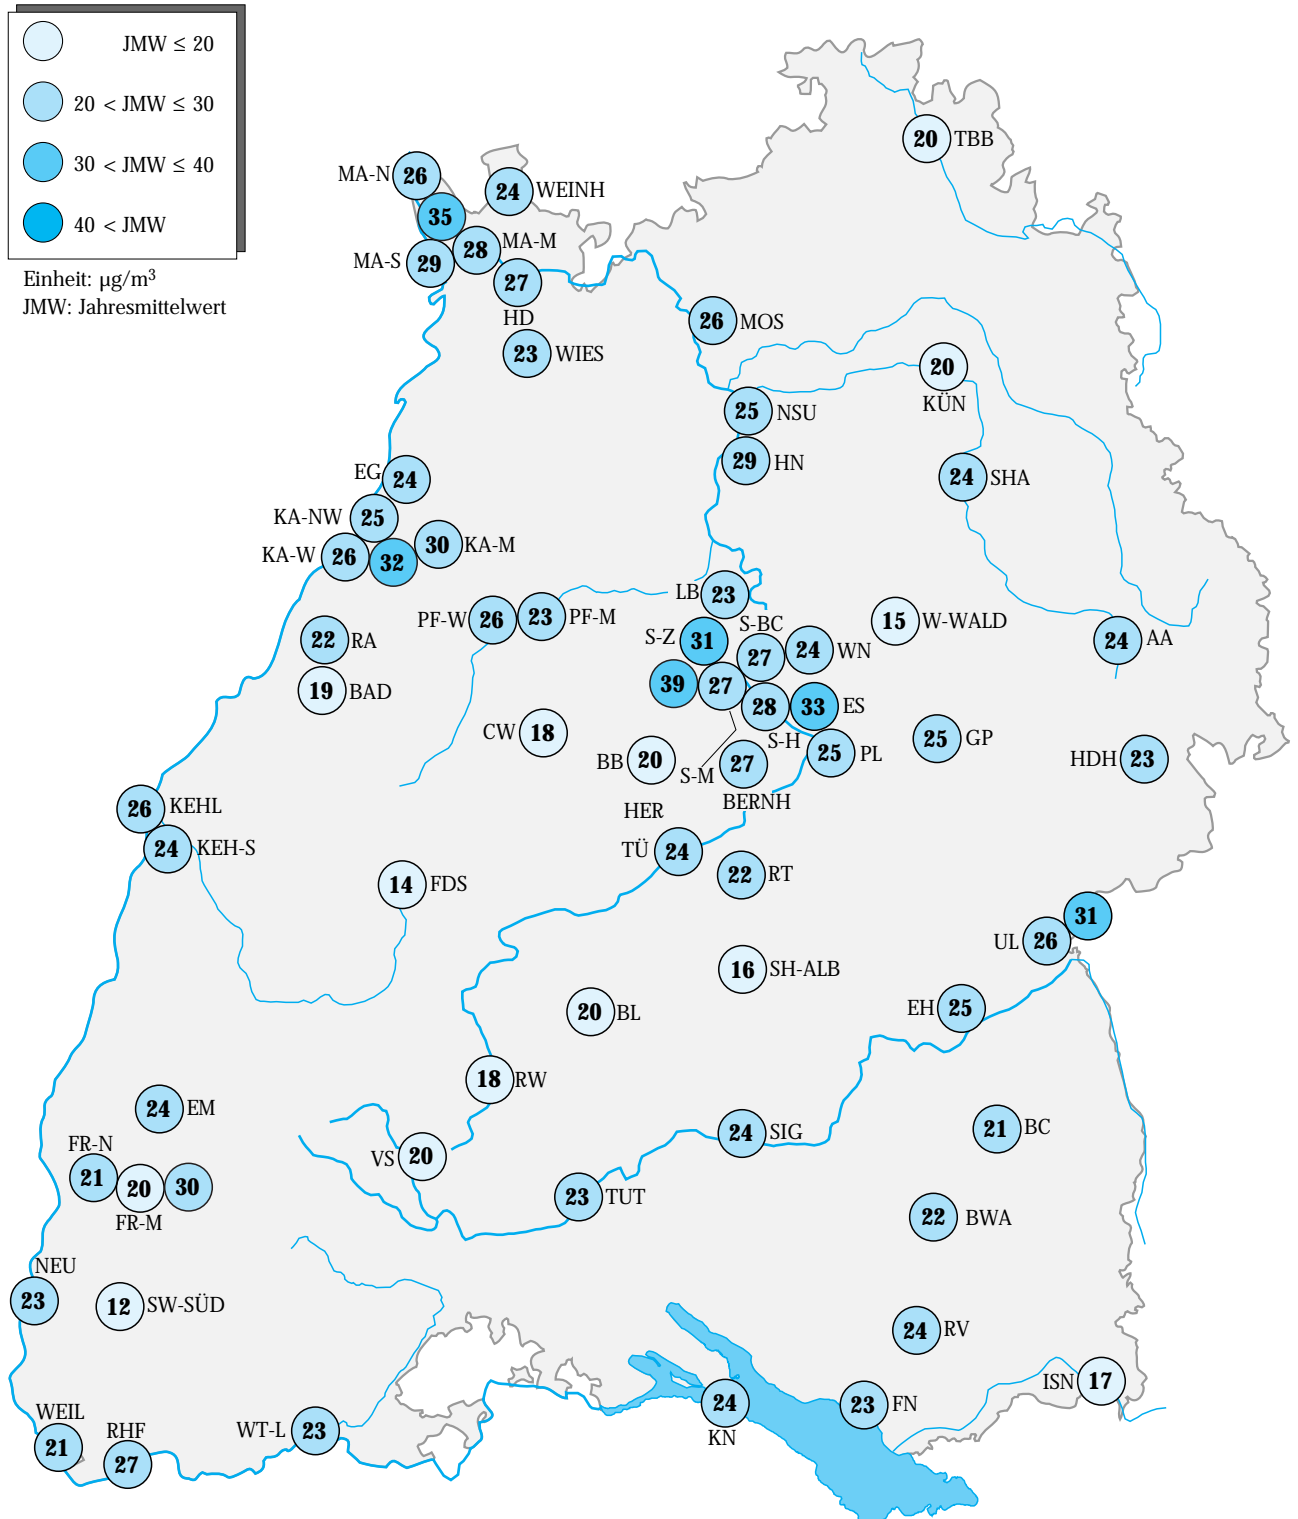 JMW ≤ 20
20 < JMW ≤ 30
30 < JMW ≤ 40
40 < JMW
Einheit: µg/m³
JMW: Jahresmittelwert
20 TBB
MA-N 26
24 WEINH
35
28 MA-M
MA-S 29
27
HD
26 MOS
23 WIES
20
KÜN
25 NSU
29 HN
EG 24
24 SHA
KA-NW 25
KA-W 26
32
30 KA-M
LB 23
PF-W 26
23 PF-M
15 W-WALD
S-BC
S-Z 31
27
24 WN
22 RA
24 AA
39
27
19 BAD
28
33 ES
S-H
CW 18
25 GP
25 PL
BB 20
S-M
27
BERNH
HDH 23
26 KEHL
HER
24 KEH-S
TÜ 24
22 RT
14 FDS
31
UL 26
16 SH-ALB
20 BL
EH 25
18 RW
24 EM
24 SIG
21 BC
FR-N
21
20
30
FR-M
VS 20
23 TUT
22 BWA
NEU
23
12 SW-SÜD
24 RV
ISN 17
24
KN
23 FN
WEIL
21
RHF
27
WT-L 23